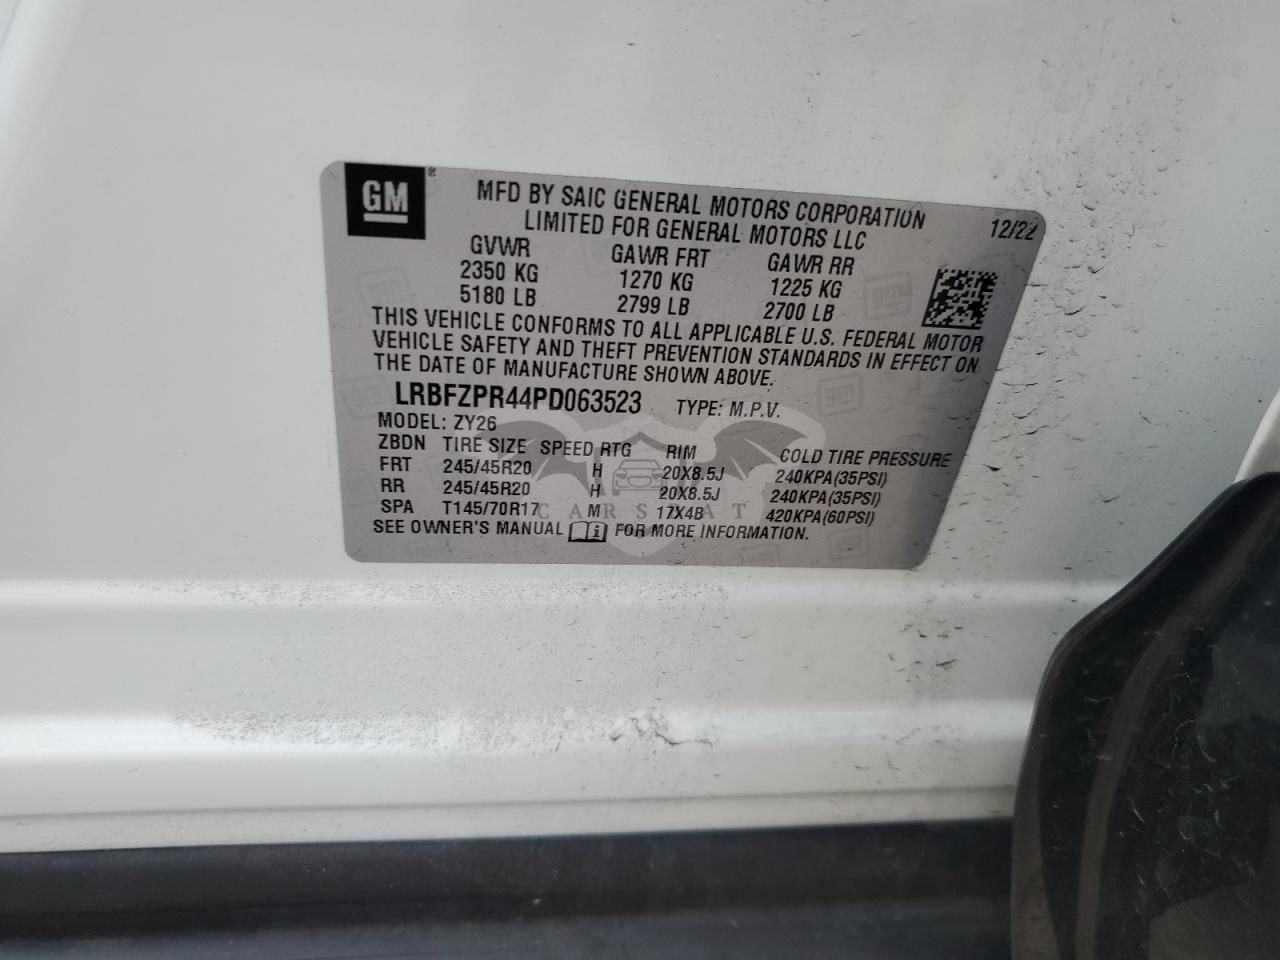 GM
MFD BY SAIC GENERAL MOTORS CORPORATION
LIMITED FOR GENERAL MOTORS LLC
12/22
GVWR GAWR FRT GAWR RR
2350 KG 1270 KG 1225 KG
5180 LB 2799 LB 2700 LB
THIS VEHICLE CONFORMS TO ALL APPLICABLE U.S. FEDERAL MOTOR
VEHICLE SAFETY AND THEFT PREVENTION STANDARDS IN EFFECT ON
THE DATE OF MANUFACTURE SHOWN ABOVE.
LRBFZPR44PD063523 TYPE: M.P.V.
MODEL: ZY26
ZBDN TIRE SIZE SPEED RTG RIM COLD TIRE PRESSURE
FRT 245/45R20 H 20X8.5J 240KPA(35PSI)
RR 245/45R20 H 20X8.5J 240KPA(35PSI)
SPA T145/70R17 M 17X4B 420KPA(60PSI)
SEE OWNER'S MANUAL FOR MORE INFORMATION.